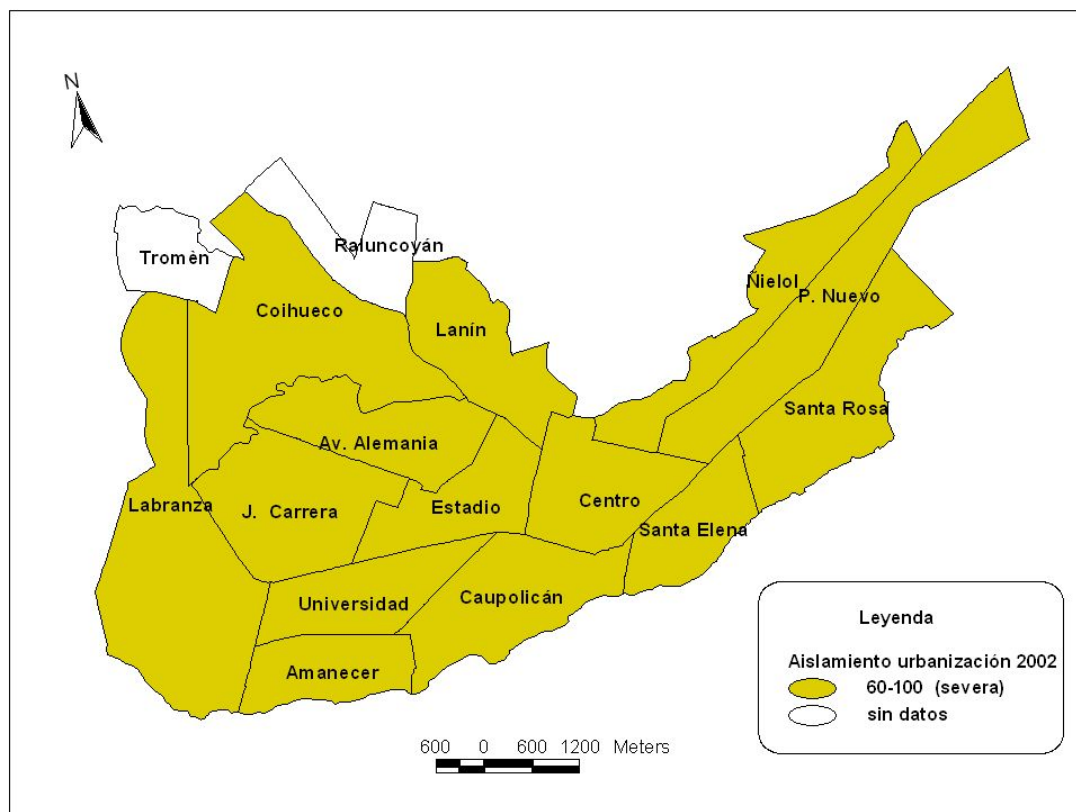 N
Tromèn
Raluncoyán
Coihueco
Lanín
Ñielol
P. Nuevo
Santa Rosa
Av. Alemania
Labranza
J. Carrera
Estadio
Centro
Santa Elena
Universidad
Caupolicán
Amanecer
Leyenda
Aislamiento urbanización 2002
60-100 (severa)
sin datos
600 0 600 1200 Meters